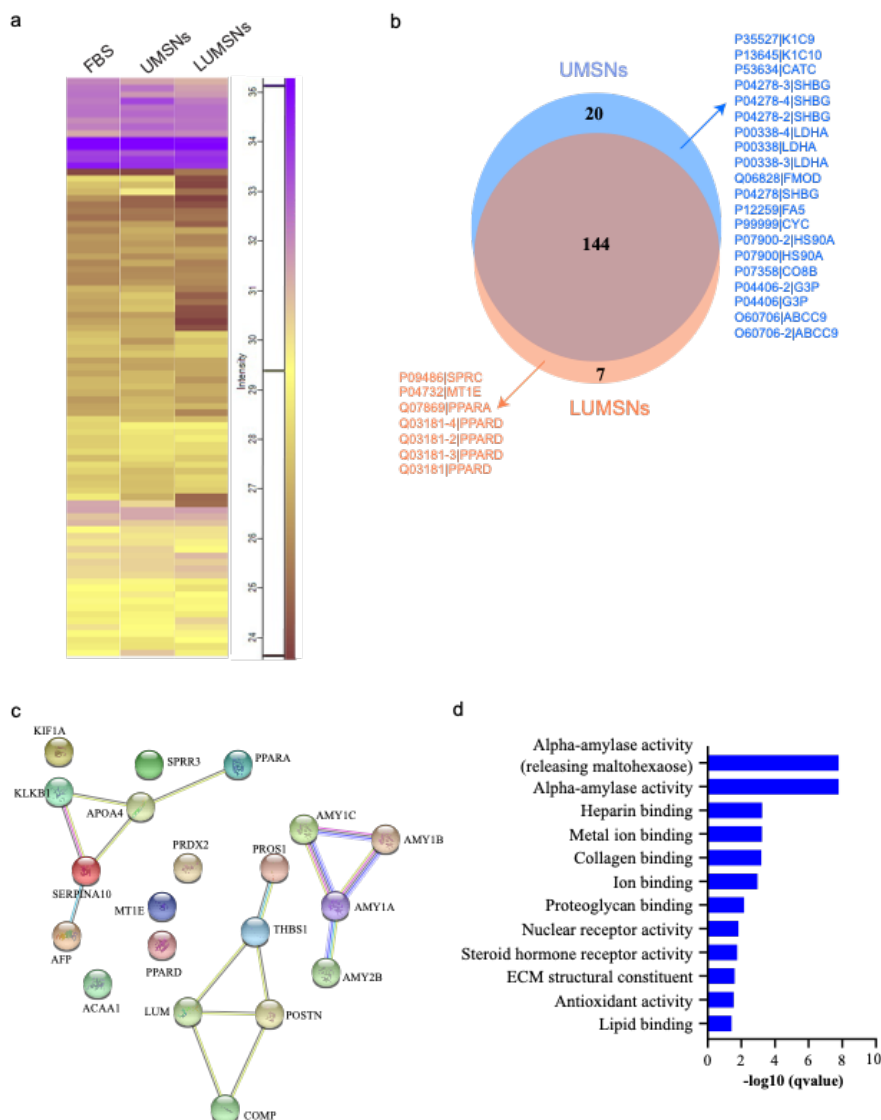 a
FBS
UMSNs
LUMSNs
Intensity
36
34
33
31
30
28
27
25
24
b
UMSNs
20
144
7
LUMSNs
P35527|K1C9
P13645|K1C10
P53634|CATC
P04278-3|SHBG
P04278-4|SHBG
P04278-2|SHBG
P00338-4|LDHA
P00338|LDHA
P00338-3|LDHA
Q06828|FMOD
P04278|SHBG
P12259|FA5
P99999|CYC
P07900-2|HS90A
P07900|HS90A
P07358|CO8B
P04406-2|G3P
P04406|G3P
O60706|ABCC9
O60706-2|ABCC9
P09486|SPRC
P04732|MT1E
Q07869|PPARA
Q03181-4|PPARD
Q03181-2|PPARD
Q03181-3|PPARD
Q03181|PPARD
c
KIF1A
SPRR3
PPARA
KLKB1
APOA4
AMY1C
AMY1B
PRDX2
PROS1
SERPINA10
MT1E
AMY1A
THBS1
AFP
PPARD
AMY2B
ACAA1
LUM
POSTN
COMP
d
Alpha-amylase activity
(releasing maltohexaose)
Alpha-amylase activity
Heparin binding
Metal ion binding
Collagen binding
Ion binding
Proteoglycan binding
Nuclear receptor activity
Steroid hormone receptor activity
ECM structural constituent
Antioxidant activity
Lipid binding
0 2 4 6 8 10
-log10 (qvalue)